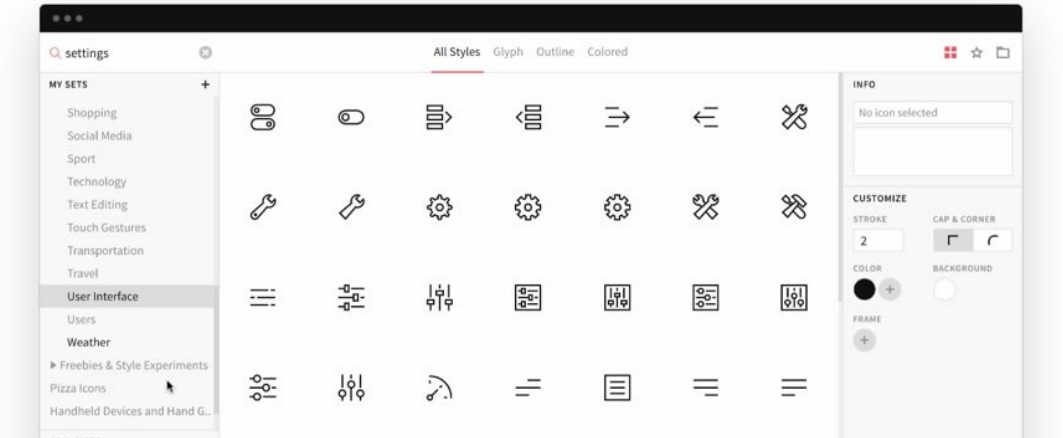 settings
All Styles Glyph Outline Colored
MY SETS +
Shopping
Social Media
Sport
Technology
Text Editing
Touch Gestures
Transportation
Travel
User Interface
Users
Weather
Freebies & Style Experiments
Pizza Icons
Handheld Devices and Hand G..
INFO
No icon selected
CUSTOMIZE
STROKE CAP & CORNER
2
COLOR BACKGROUND
FRAME